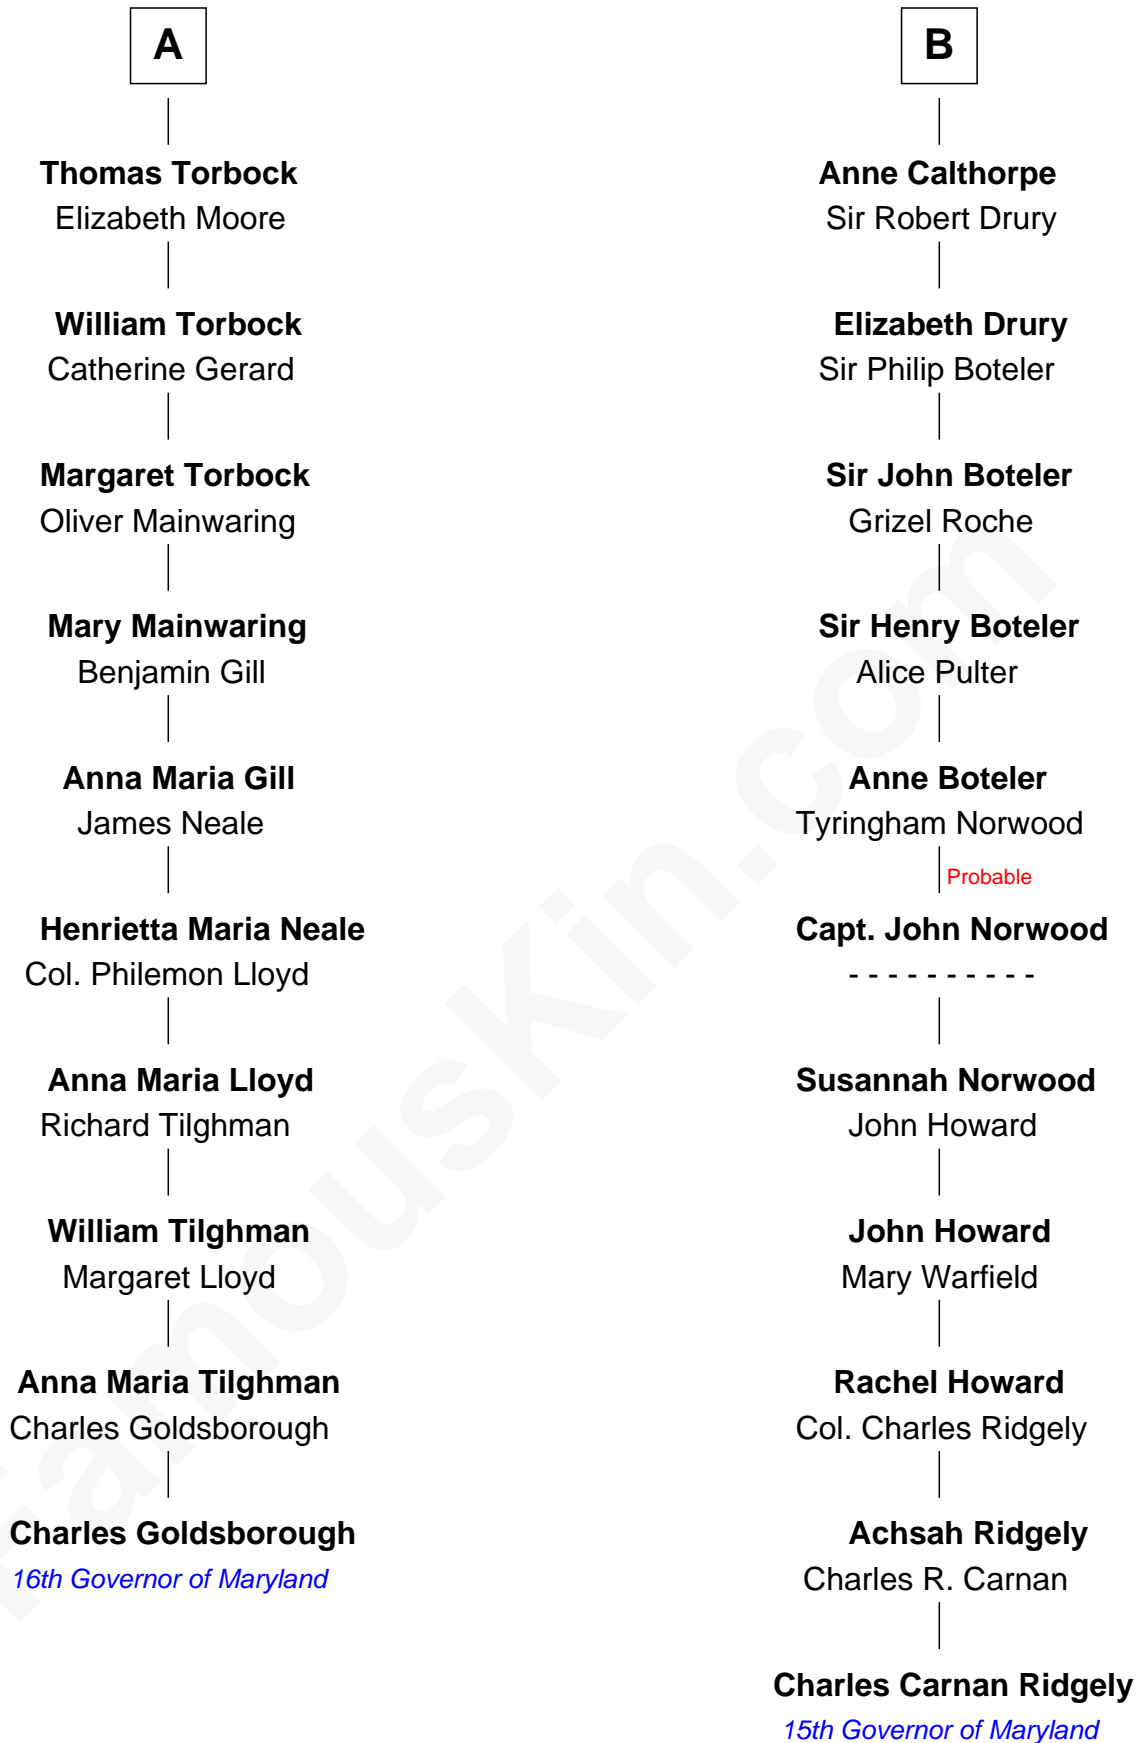 A
Thomas Torbock
Elizabeth Moore
William Torbock
Catherine Gerard
Margaret Torbock
Oliver Mainwaring
Mary Mainwaring
Benjamin Gill
Anna Maria Gill
James Neale
Henrietta Maria Neale
Col. Philemon Lloyd
Anna Maria Lloyd
Richard Tilghman
William Tilghman
Margaret Lloyd
Anna Maria Tilghman
Charles Goldsborough
Charles Goldsborough
16th Governor of Maryland
B
Anne Calthorpe
Sir Robert Drury
Elizabeth Drury
Sir Philip Boteler
Sir John Boteler
Grizel Roche
Sir Henry Boteler
Alice Pulter
Anne Boteler
Tyringham Norwood
Probable
Capt. John Norwood
- - - - - - - - - -
Susannah Norwood
John Howard
John Howard
Mary Warfield
Rachel Howard
Col. Charles Ridgely
Achsah Ridgely
Charles R. Carnan
Charles Carnan Ridgely
15th Governor of Maryland
FamousKin.com